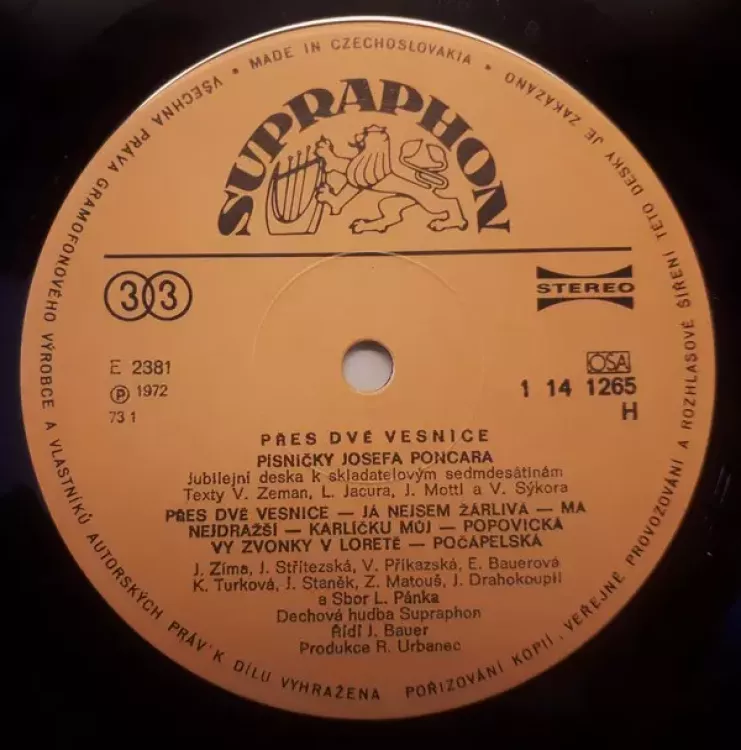 VŠECHNA PRÁVA GRAMOFONOVÉHO VÝROBCE A VLASTNÍKŮ AUTORSKÝCH PRÁV K DÍLU VYHRAŽENA • POŘIZOVÁNÍ KOPIÍ, VEŘEJNÉ PROVOZOVÁNÍ A ROZHLASOVÉ ŠÍŘENÍ TÉTO DESKY JE ZAKÁZÁNO • MADE IN CZECHOSLOVAKIA •
SUPRAPHON
33
STEREO
E 2381
OSA
Ⓟ 1972
1 14 1265
73 1
H
PŘES DVĚ VESNICE
PÍSNIČKY JOSEFA PONCARA
Jubilejní deska k skladatelovým sedmdesátinám
Texty V. Zeman, L. Jacura, J. Mottl a V. Sýkora
PŘES DVĚ VESNICE — JÁ NEJSEM ŽÁRLIVÁ — MÁ
NEJDRAŽŠÍ — KARLÍČKU MŮJ — POPOVICKÁ
VY ZVONKY V LORETĚ — POČAPELSKÁ
J. Zíma, J. Střítezská, V. Příkazská, E. Bauerová
K. Turková, J. Staněk, Z. Matouš, J. Drahokoupil
a Sbor L. Pánka
Dechová hudba Supraphon
Řídí J. Bauer
Produkce R. Urbanec